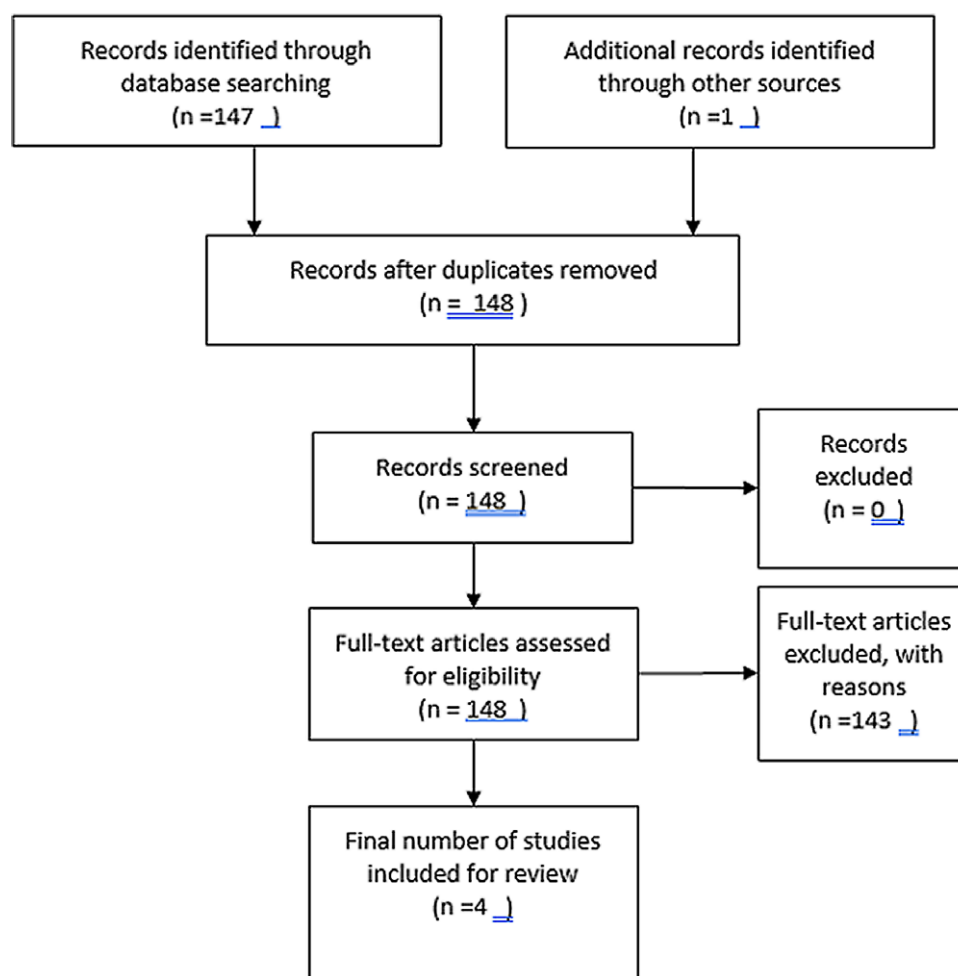 Records identified through
database searching
(n =147 _)
Additional records identified
through other sources
(n =1 _)
Records after duplicates removed
(n = 148 )
Records screened
(n = 148 )
Records
excluded
(n = 0 )
Full-text articles assessed
for eligibility
(n = 148 )
Full-text articles
excluded, with
reasons
(n =143 _)
Final number of studies
included for review
(n =4 _)